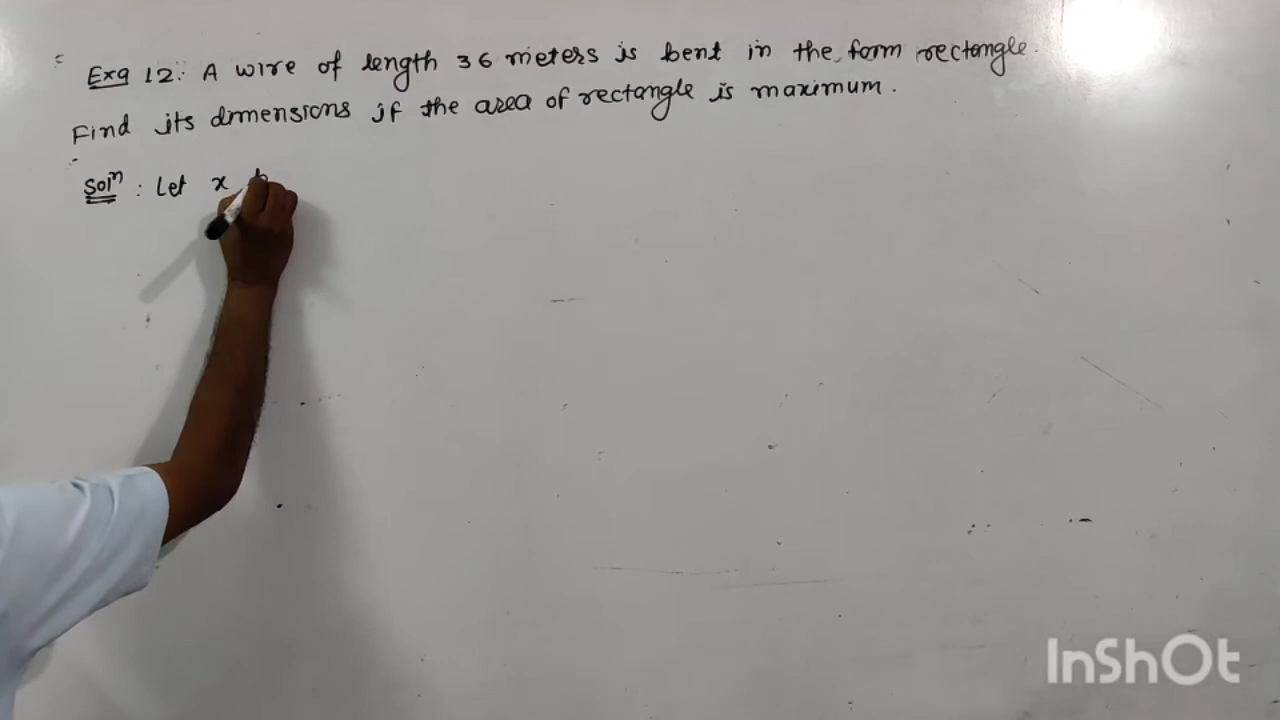 Exa 12: A wire of length 36 meters is bent in the form rectangle.
Find its dimensions if the area of rectangle is maximum.
Solⁿ : Let x b
InShOt